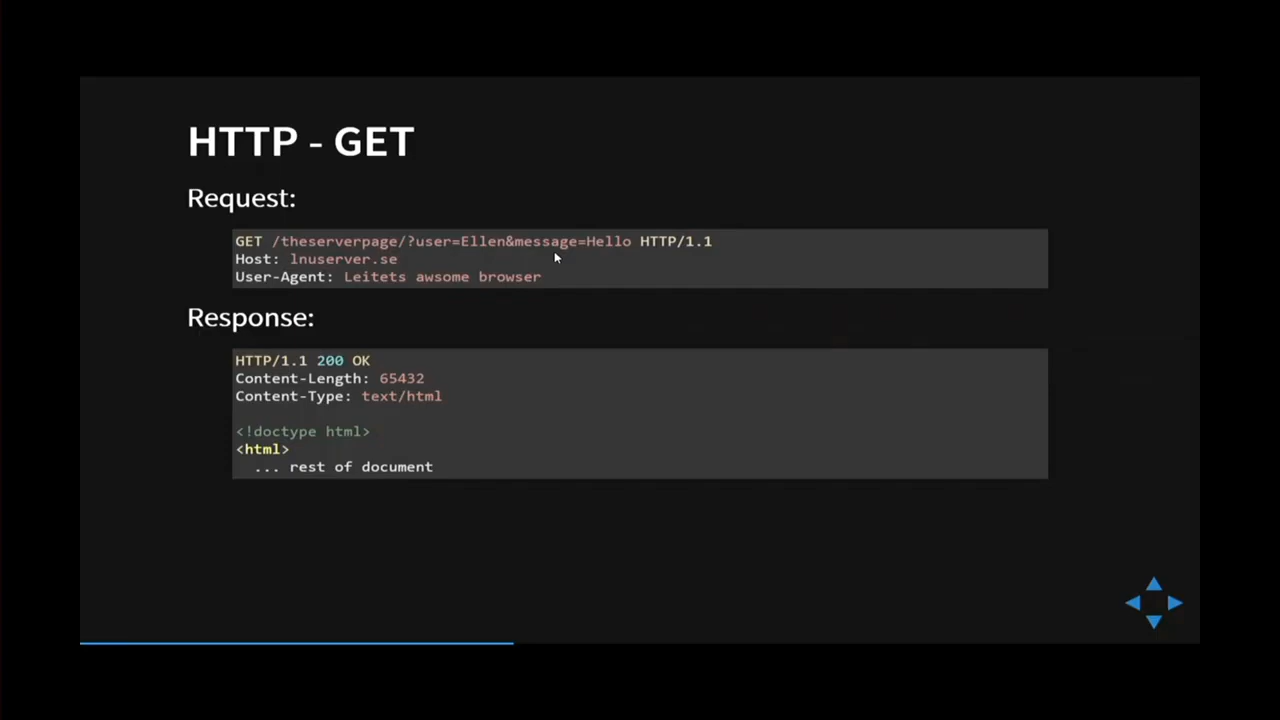 HTTP - GET
Request:
GET /theserverpage/?user=Ellen&message=Hello HTTP/1.1
Host: lnuserver.se
User-Agent: Leitets awsome browser
Response:
HTTP/1.1 200 OK
Content-Length: 65432
Content-Type: text/html
<!doctype html>
<html>
... rest of document